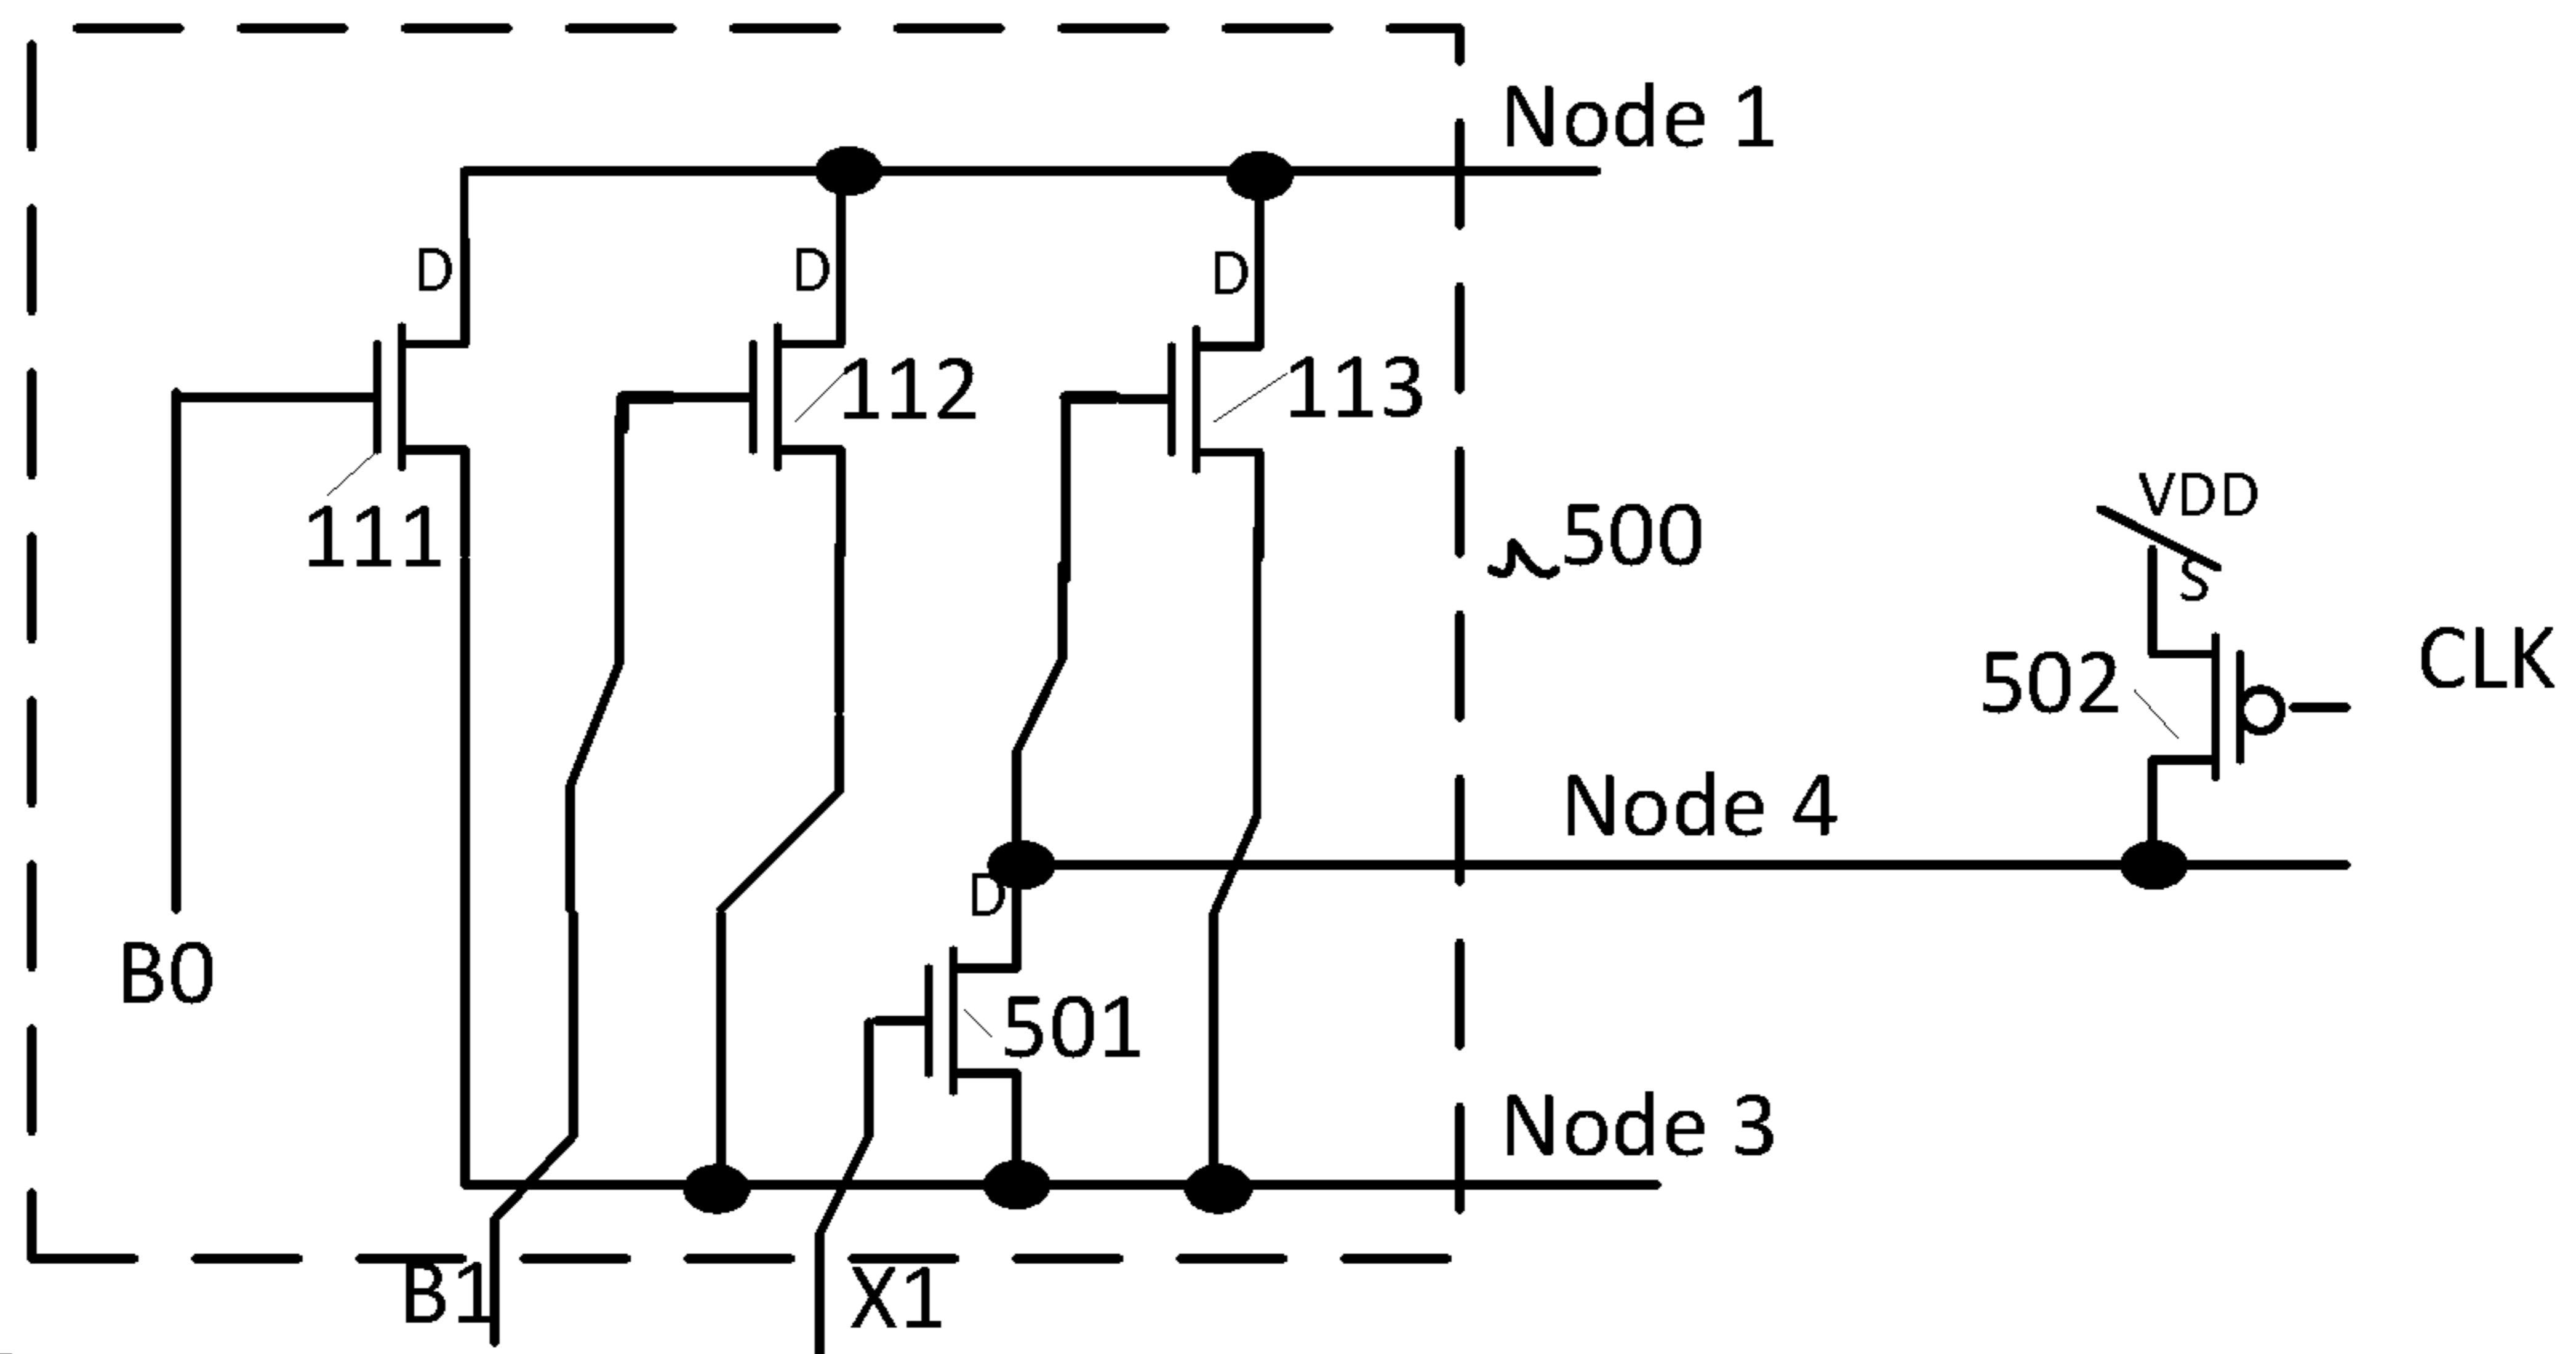 Node 1
D
D
D
112
113
111
500
VDD
S
502
CLK
Node 4
D
B0
501
Node 3
B1
X1